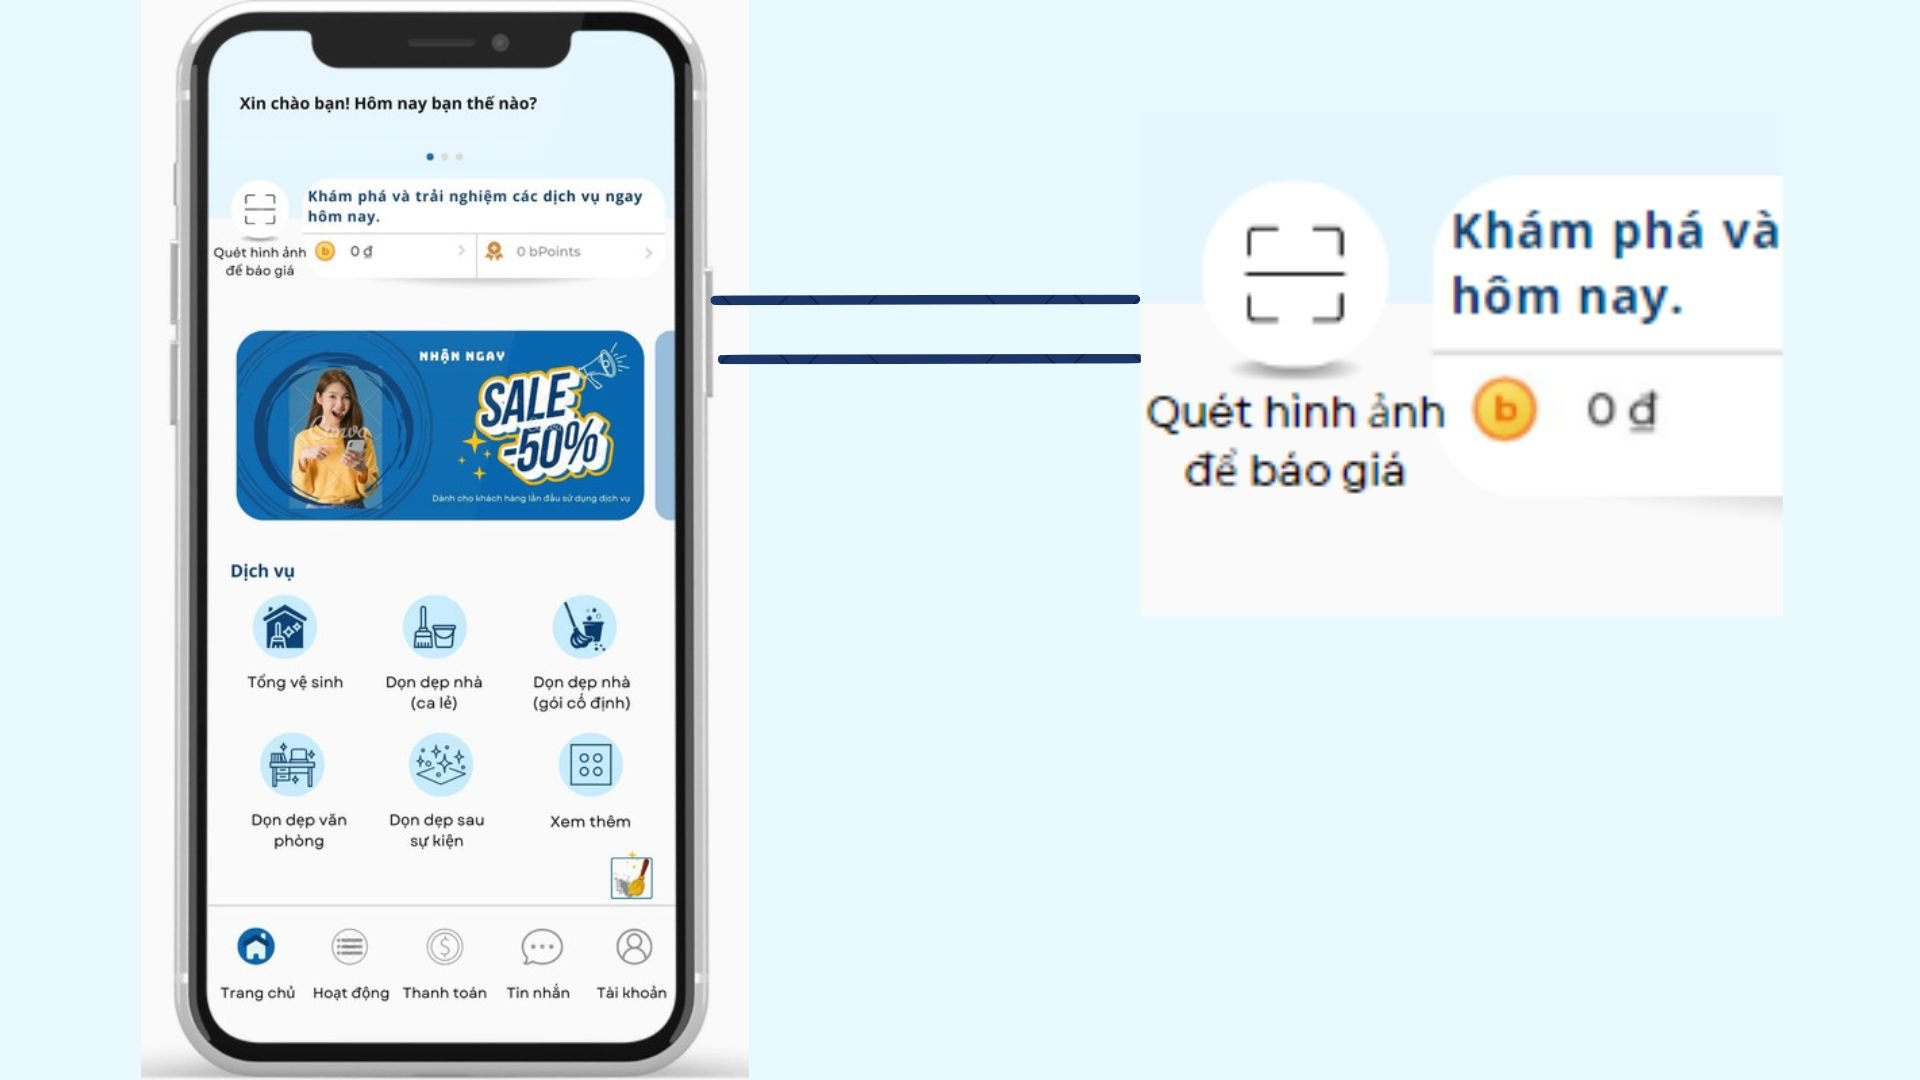 Xin chào bạn! Hôm nay bạn thế nào?
Khám phá và trải nghiệm các dịch vụ ngay
hôm nay.
Quét hình ảnh
để báo giá
b
0 ₫
0 bPoints
NHẬN NGAY
SALE
-50%
Canva
Dành cho khách hàng lần đầu sử dụng dịch vụ
Dịch vụ
Tổng vệ sinh
Dọn dẹp nhà
(ca lẻ)
Dọn dẹp nhà
(gói cố định)
Dọn dẹp văn
phòng
Dọn dẹp sau
sự kiện
Xem thêm
$
Trang chủ
Hoạt động
Thanh toán
Tin nhắn
Tài khoản
Khám phá và
hôm nay.
Quét hình ảnh
để báo giá
b
0 ₫